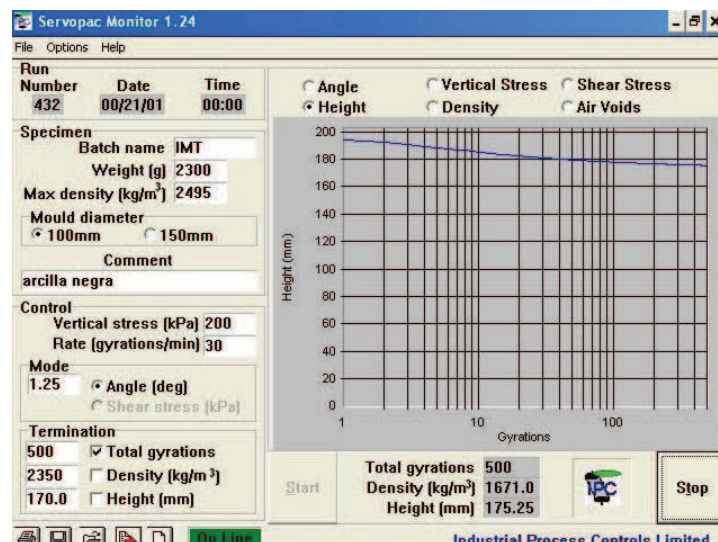 Servopac Monitor 1.24
File Options Help
Run
Number Date Time
432 00/21/01 00:00
Specimen
Batch name IMT
Weight (g) 2300
Max density (kg/m³) 2495
Mould diameter
100mm 150mm
Comment
arcilla negra
Control
Vertical stress (kPa) 200
Rate (gyrations/min) 30
Mode
1.25 Angle (deg)
Shear stress (kPa)
Termination
500 Total gyrations
2350 Density (kg/m³)
170.0 Height (mm)
On Line
Angle Vertical Stress Shear Stress
Height Density Air Voids
Height (mm)
200
180
160
140
120
100
80
60
40
20
0
1 10 100
Gyrations
Start
Total gyrations 500
Density (kg/m³) 1671.0
Height (mm) 175.25
IPC
Stop
Industrial Process Controls Limited